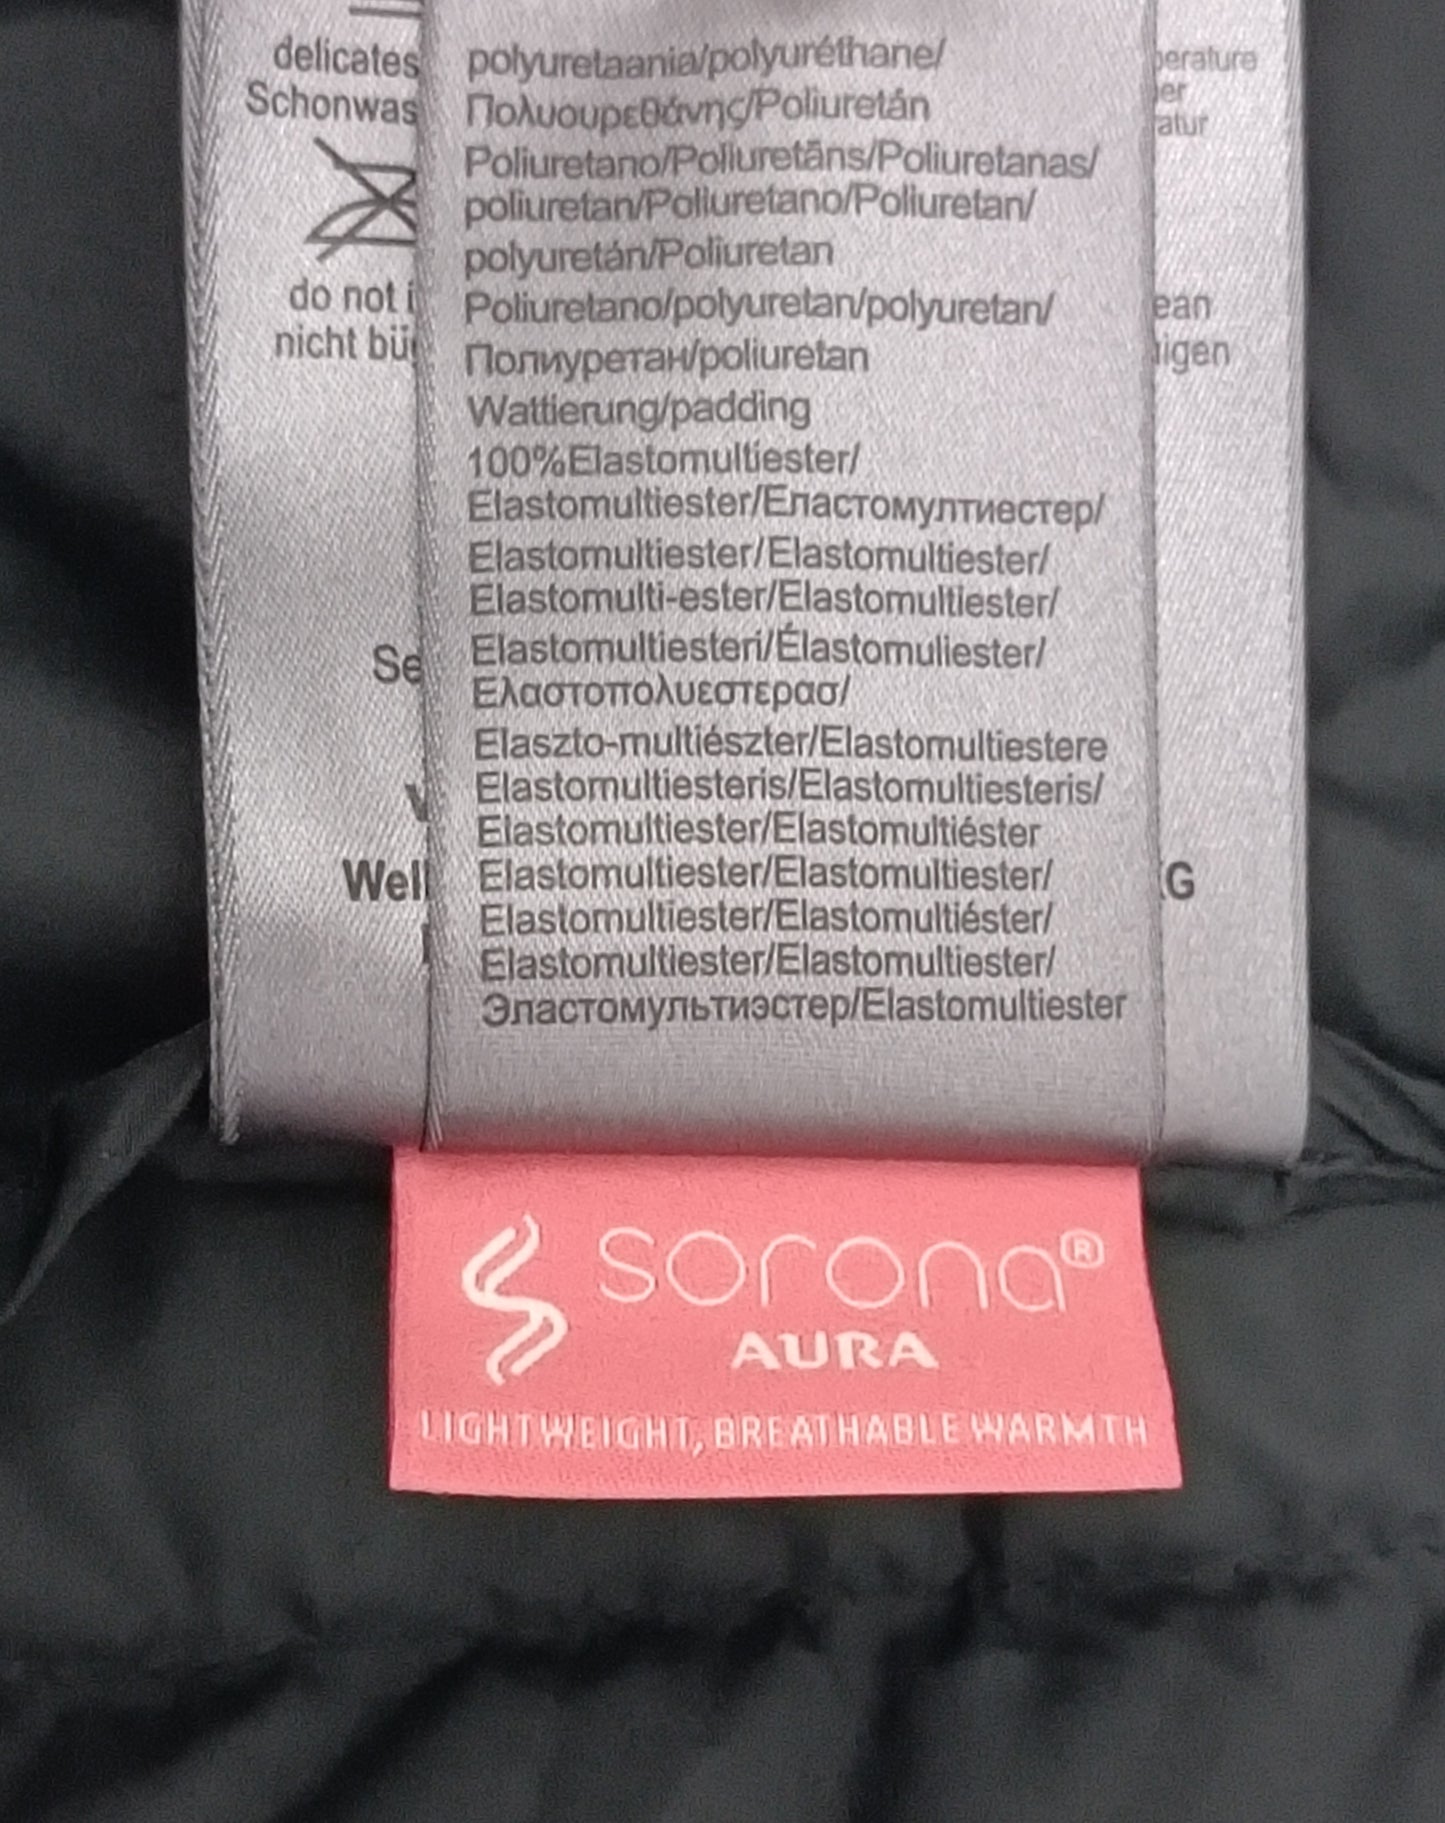 delicates
Schonwas
do not i
nicht bü
Se
Wel
polyuretaania/polyuréthane/
Πολυουρεθάνης/Poliuretán
Poliuretano/Poliuretāns/Poliuretanas/
poliuretan/Poliuretano/Poliuretan/
polyuretán/Poliuretan
Poliuretano/polyuretan/polyuretan/
Полиуретан/poliuretan
Wattierung/padding
100%Elastomultiester/
Elastomultiester/Еластомултиестер/
Elastomultiester/Elastomultiester/
Elastomulti-ester/Elastomultiester/
Elastomultiesteri/Élastomuliester/
Ελαστοπολυεστερασ/
Elaszto-multiészter/Elastomultiestere
Elastomultiesteris/Elastomultiesteris/
Elastomultiester/Elastomultiéster
Elastomultiester/Elastomultiester/
Elastomultiester/Elastomultiéster/
Elastomultiester/Elastomultiester/
Эластомультиэстер/Elastomultiester
perature
er
atur
ean
igen
G
sorona®
AURA
LIGHTWEIGHT, BREATHABLE WARMTH